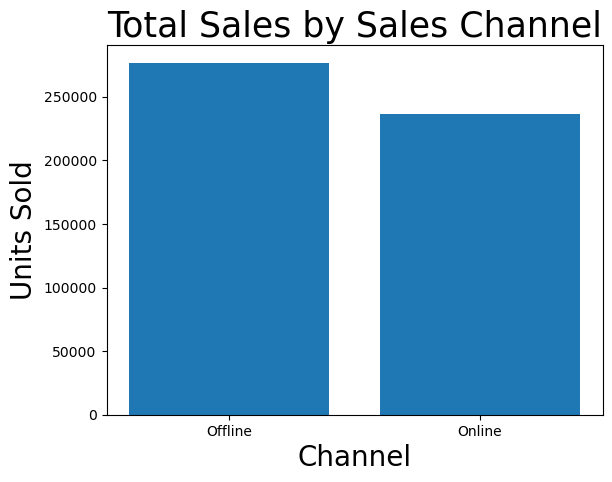 Total Sales by Sales Channel
Units Sold
250000
200000
150000
100000
50000
0
Offline
Online
Channel